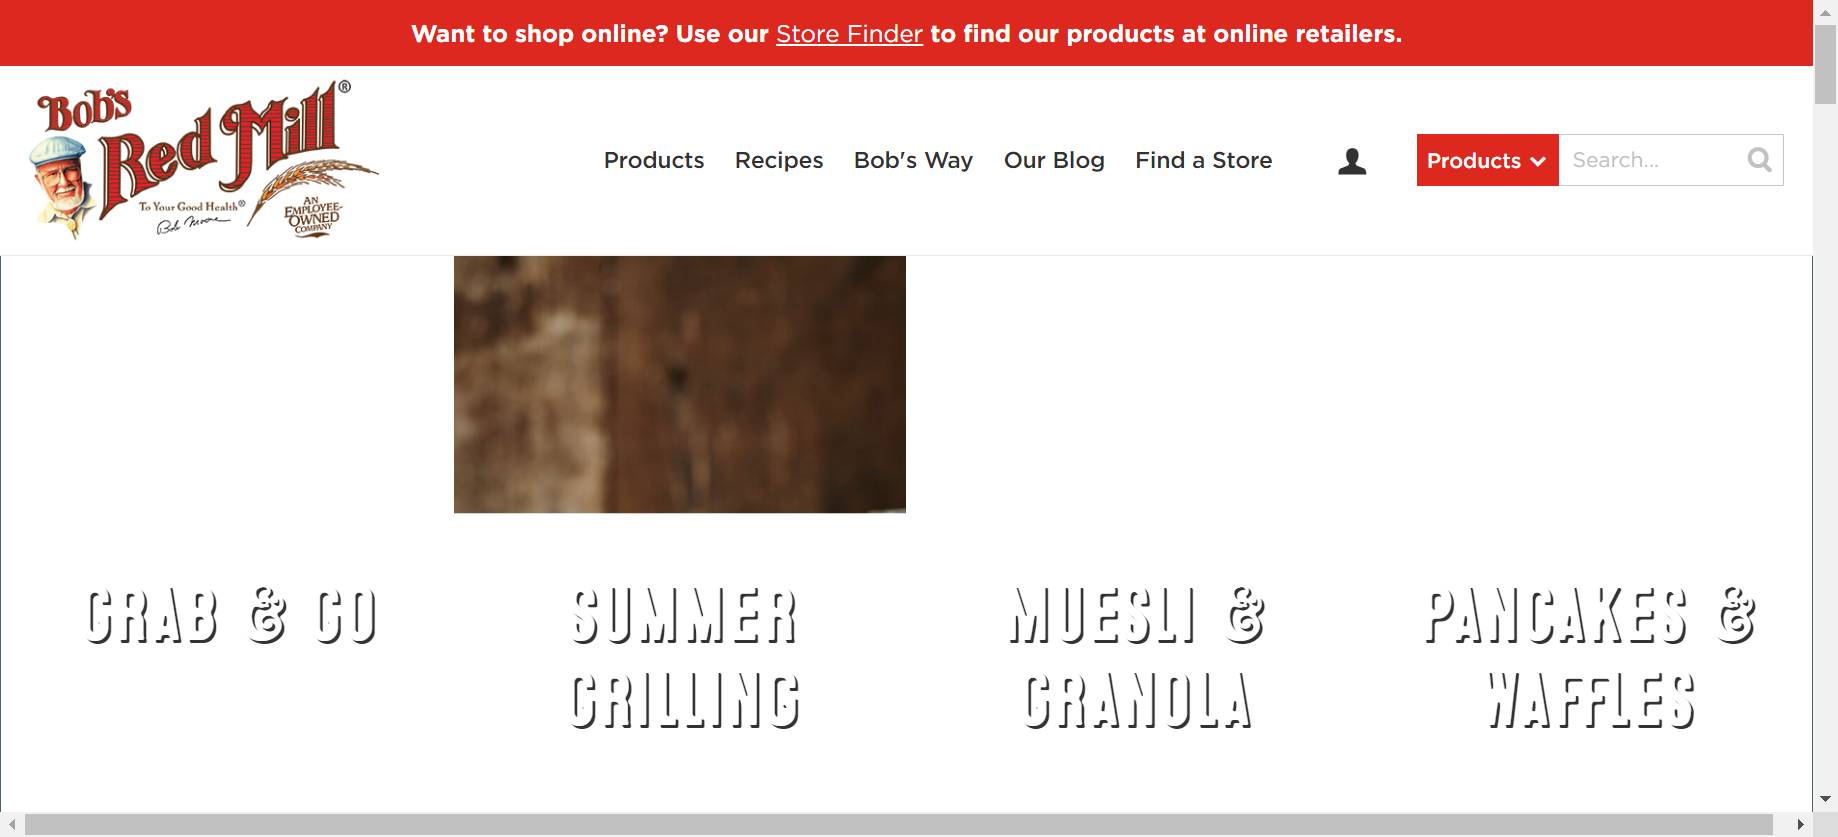 Want to shop online? Use our Store Finder to find our products at online retailers.
Bob's
Red Mill®
To Your Good Health®
Bob Moore
AN
EMPLOYEE-
OWNED
COMPANY
Products
Recipes
Bob's Way
Our Blog
Find a Store
Products
Search...
GRAB & GO
SUMMER
GRILLING
MUESLI &
GRANOLA
PANCAKES &
WAFFLES